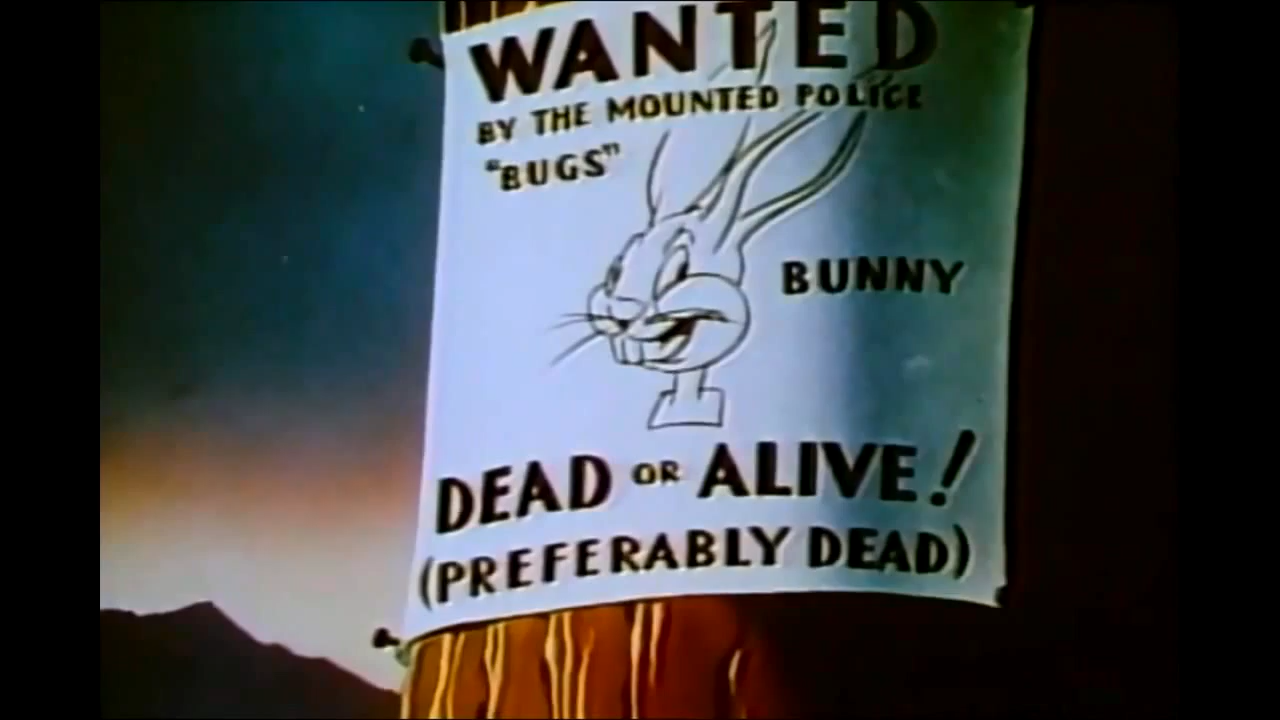 WANTED
BY THE MOUNTED POLICE
"BUGS"
BUNNY
DEAD OR ALIVE!
(PREFERABLY DEAD)